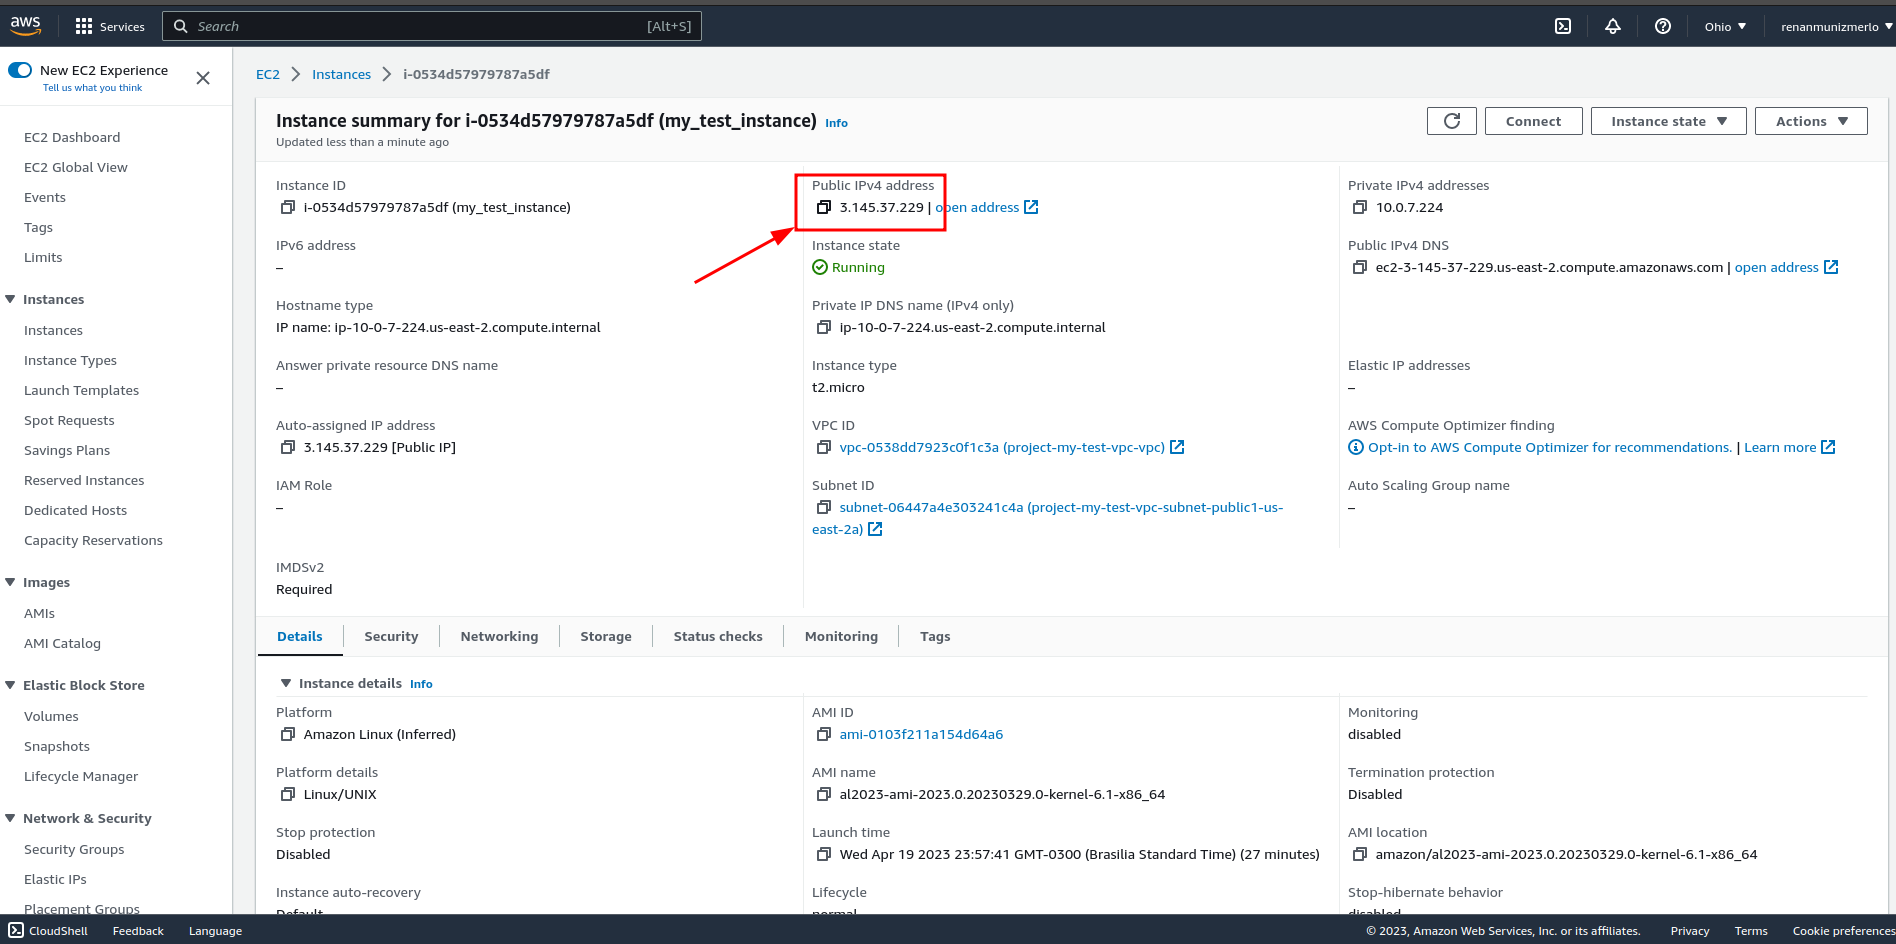 aws Services Search [Alt+S] Ohio renanmunizmerlo
New EC2 Experience
Tell us what you think
EC2 Dashboard
EC2 Global View
Events
Tags
Limits
Instances
Instances
Instance Types
Launch Templates
Spot Requests
Savings Plans
Reserved Instances
Dedicated Hosts
Capacity Reservations
Images
AMIs
AMI Catalog
Elastic Block Store
Volumes
Snapshots
Lifecycle Manager
Network & Security
Security Groups
Elastic IPs
Placement Groups
EC2 Instances i-0534d57979787a5df
Instance summary for i-0534d57979787a5df (my_test_instance) Info
Updated less than a minute ago
Connect Instance state Actions
Instance ID
i-0534d57979787a5df (my_test_instance)
Public IPv4 address
3.145.37.229 | open address
Private IPv4 addresses
10.0.7.224
IPv6 address
–
Instance state
Running
Public IPv4 DNS
ec2-3-145-37-229.us-east-2.compute.amazonaws.com | open address
Hostname type
IP name: ip-10-0-7-224.us-east-2.compute.internal
Private IP DNS name (IPv4 only)
ip-10-0-7-224.us-east-2.compute.internal
Answer private resource DNS name
–
Instance type
t2.micro
Elastic IP addresses
–
Auto-assigned IP address
3.145.37.229 [Public IP]
VPC ID
vpc-0538dd7923c0f1c3a (project-my-test-vpc-vpc)
AWS Compute Optimizer finding
Opt-in to AWS Compute Optimizer for recommendations. | Learn more
IAM Role
–
Subnet ID
subnet-06447a4e303241c4a (project-my-test-vpc-subnet-public1-us-
east-2a)
Auto Scaling Group name
–
IMDSv2
Required
Details Security Networking Storage Status checks Monitoring Tags
Instance details Info
Platform
Amazon Linux (Inferred)
AMI ID
ami-0103f211a154d64a6
Monitoring
disabled
Platform details
Linux/UNIX
AMI name
al2023-ami-2023.0.20230329.0-kernel-6.1-x86_64
Termination protection
Disabled
Stop protection
Disabled
Launch time
Wed Apr 19 2023 23:57:41 GMT-0300 (Brasilia Standard Time) (27 minutes)
AMI location
amazon/al2023-ami-2023.0.20230329.0-kernel-6.1-x86_64
Instance auto-recovery
Default
Lifecycle
normal
Stop-hibernate behavior
disabled
CloudShell Feedback Language © 2023, Amazon Web Services, Inc. or its affiliates. Privacy Terms Cookie preferences